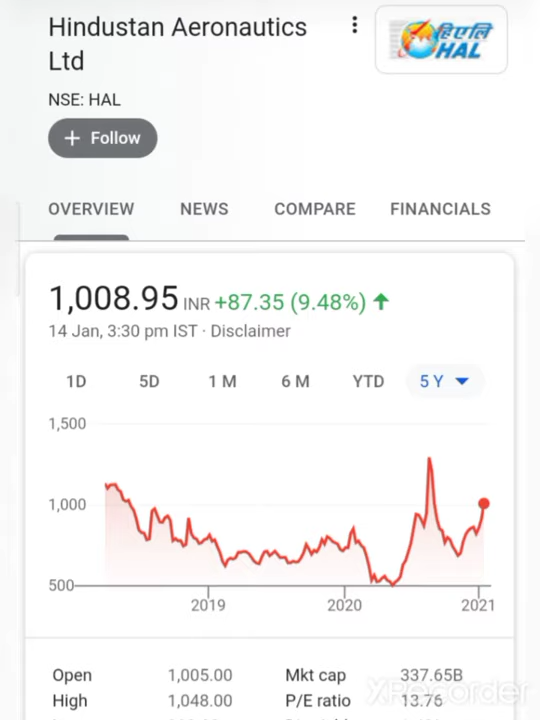 Hindustan Aeronautics
Ltd
हिएलि
HAL
NSE: HAL
+ Follow
OVERVIEW NEWS COMPARE FINANCIALS
1,008.95 INR +87.35 (9.48%)
14 Jan, 3:30 pm IST · Disclaimer
1D 5D 1 M 6 M YTD 5 Y
1,500
1,000
500
2019 2020 2021
Open 1,005.00 Mkt cap 337.65B
High 1,048.00 P/E ratio 13.76
XRecorder